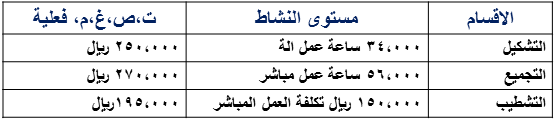 الاقسام مستوى النشاط ت،ص،غ،م، فعلية
التشكيل ٣٤،٠٠٠ ساعة عمل الة ٢٥٠،٠٠٠ ريال
التجميع ٥٦،٠٠٠ ساعة عمل مباشر ٢٧٠،٠٠٠ ريال
التشطيب ١٥٠،٠٠٠ ريال تكلفة العمل المباشر ١٩٥،٠٠٠ريال